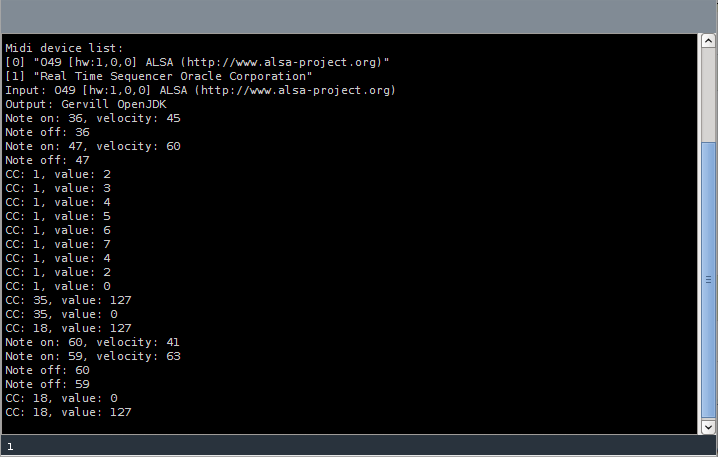 Midi device list:
[0] "O49 [hw:1,0,0] ALSA (http://www.alsa-project.org)"
[1] "Real Time Sequencer Oracle Corporation"
Input: O49 [hw:1,0,0] ALSA (http://www.alsa-project.org)
Output: Gervill OpenJDK
Note on: 36, velocity: 45
Note off: 36
Note on: 47, velocity: 60
Note off: 47
CC: 1, value: 2
CC: 1, value: 3
CC: 1, value: 4
CC: 1, value: 5
CC: 1, value: 6
CC: 1, value: 7
CC: 1, value: 4
CC: 1, value: 2
CC: 1, value: 0
CC: 35, value: 127
CC: 35, value: 0
CC: 18, value: 127
Note on: 60, velocity: 41
Note on: 59, velocity: 63
Note off: 60
Note off: 59
CC: 18, value: 0
CC: 18, value: 127
1